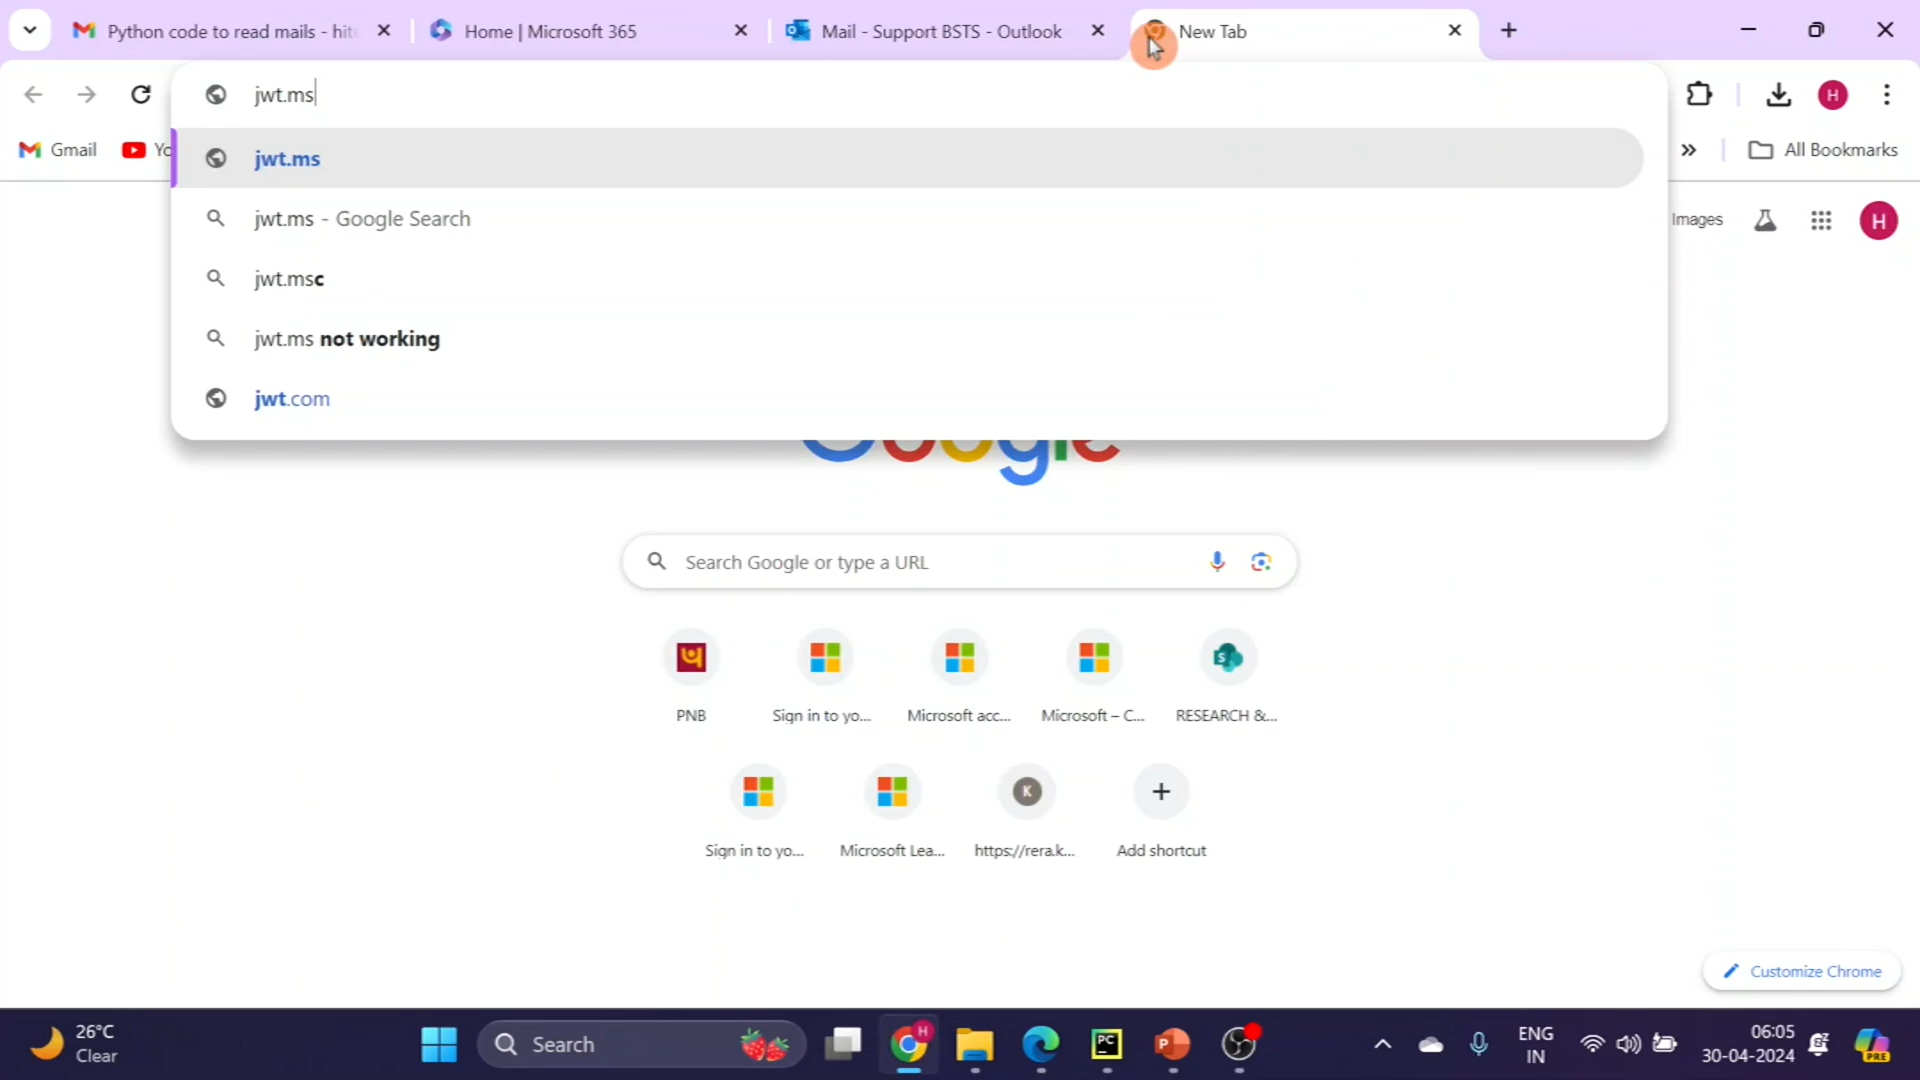 Python code to read mails - hit
Home | Microsoft 365
Mail - Support BSTS - Outlook
New Tab
jwt.ms
H
Gmail
Yo
jwt.ms
All Bookmarks
jwt.ms - Google Search
Images
H
jwt.msc
jwt.ms not working
jwt.com
Google
Search Google or type a URL
PNB
Sign in to yo...
Microsoft acc...
Microsoft – C...
RESEARCH &...
K
Sign in to yo...
Microsoft Lea...
https://rera.k...
Add shortcut
Customize Chrome
26°C
Clear
Search
H
PC
P
ENG
IN
06:05
30-04-2024
PRE